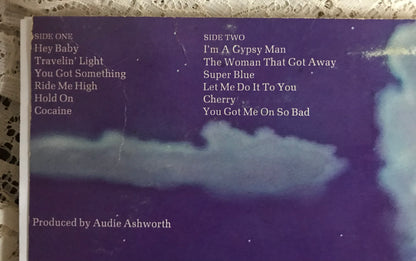 SIDE ONE
Hey Baby
Travelin' Light
You Got Something
Ride Me High
Hold On
Cocaine
SIDE TWO
I'm A Gypsy Man
The Woman That Got Away
Super Blue
Let Me Do It To You
Cherry
You Got Me On So Bad
Produced by Audie Ashworth